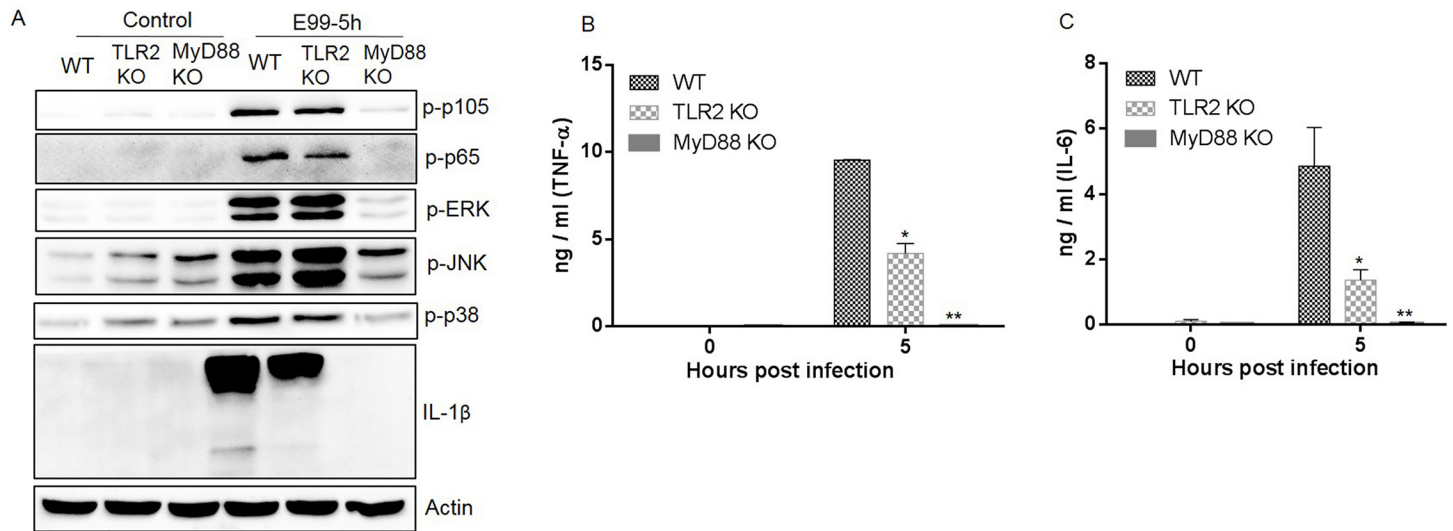 A
Control
E99-5h
WT
TLR2
KO
MyD88
KO
WT
TLR2
KO
MyD88
KO
p-p105
p-p65
p-ERK
p-JNK
p-p38
IL-1β
Actin
B
15
10
5
0
ng / ml (TNF-α)
WT
TLR2 KO
MyD88 KO
*
**
0
5
Hours post infection
C
8
6
4
2
0
ng / ml (IL-6)
WT
TLR2 KO
MyD88 KO
*
**
0
5
Hours post infection